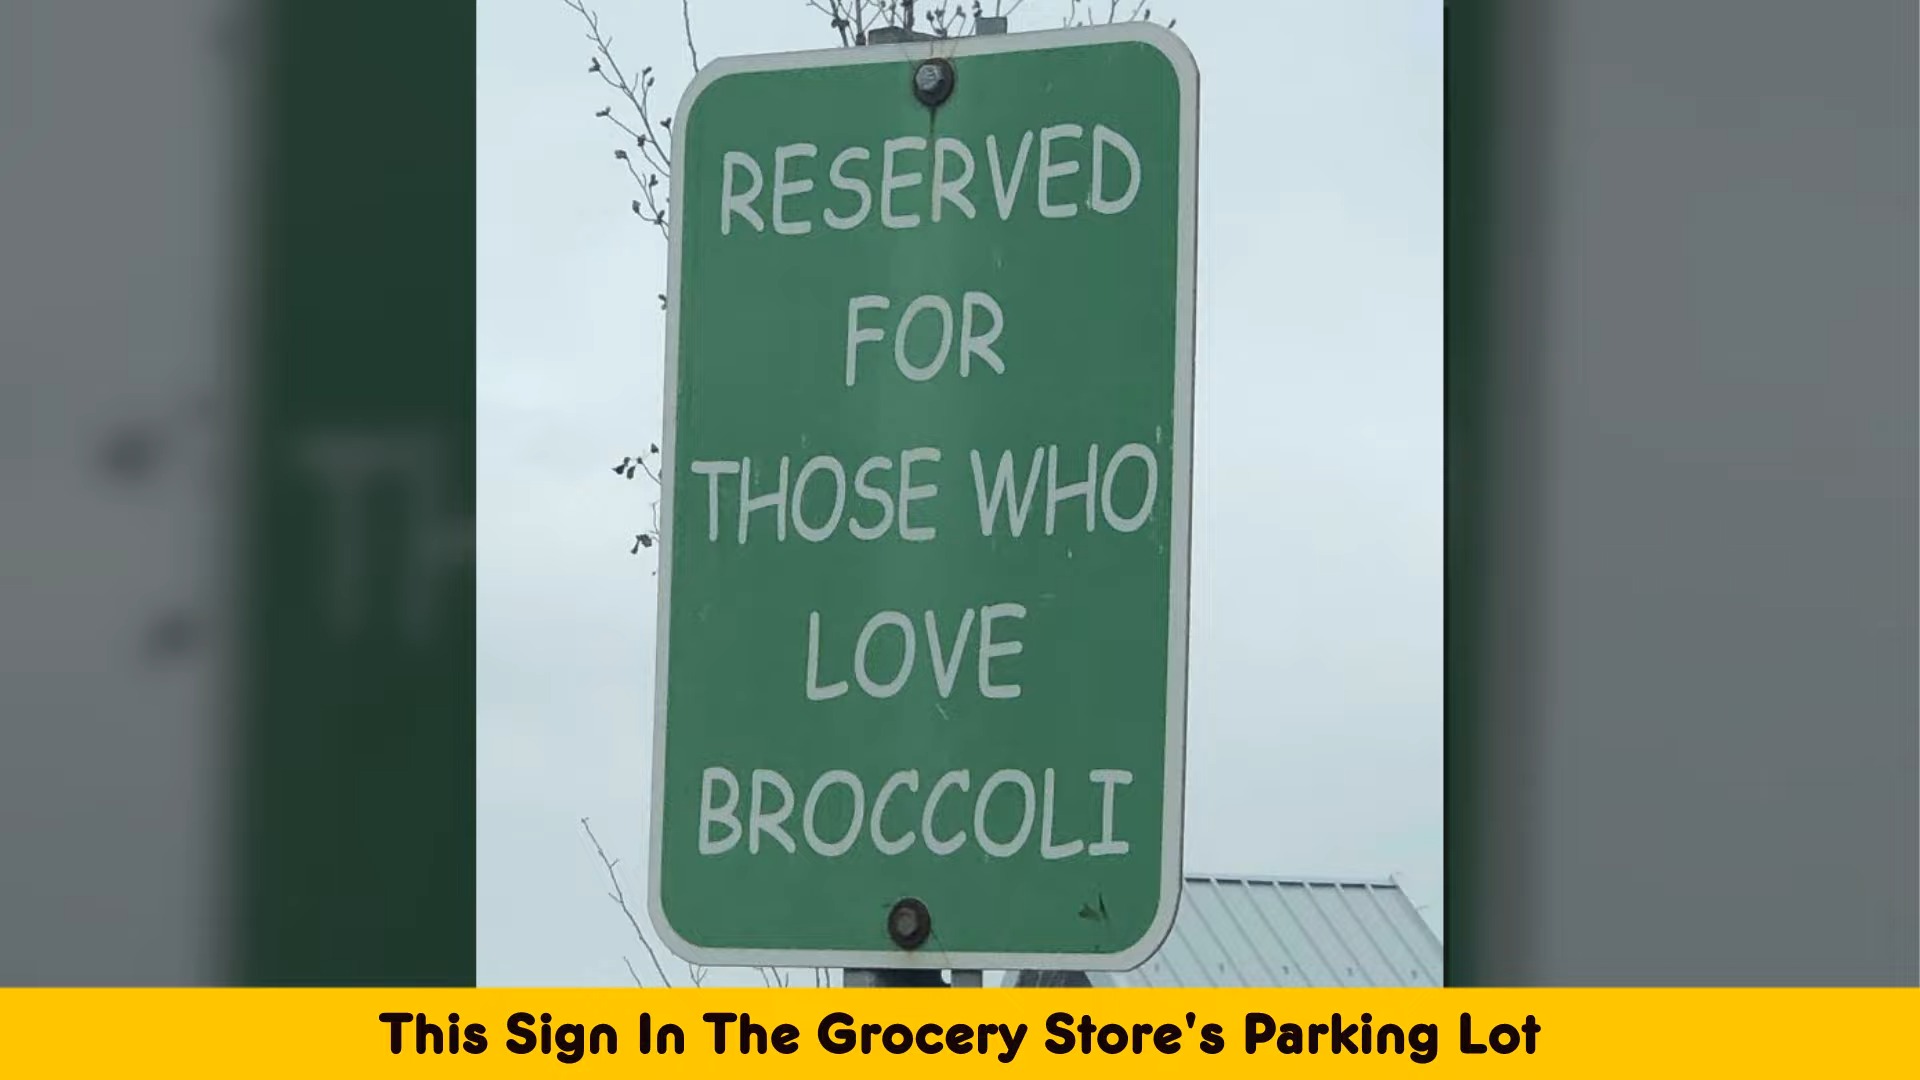 RESERVED
FOR
THOSE WHO
LOVE
BROCCOLI
This Sign In The Grocery Store's Parking Lot